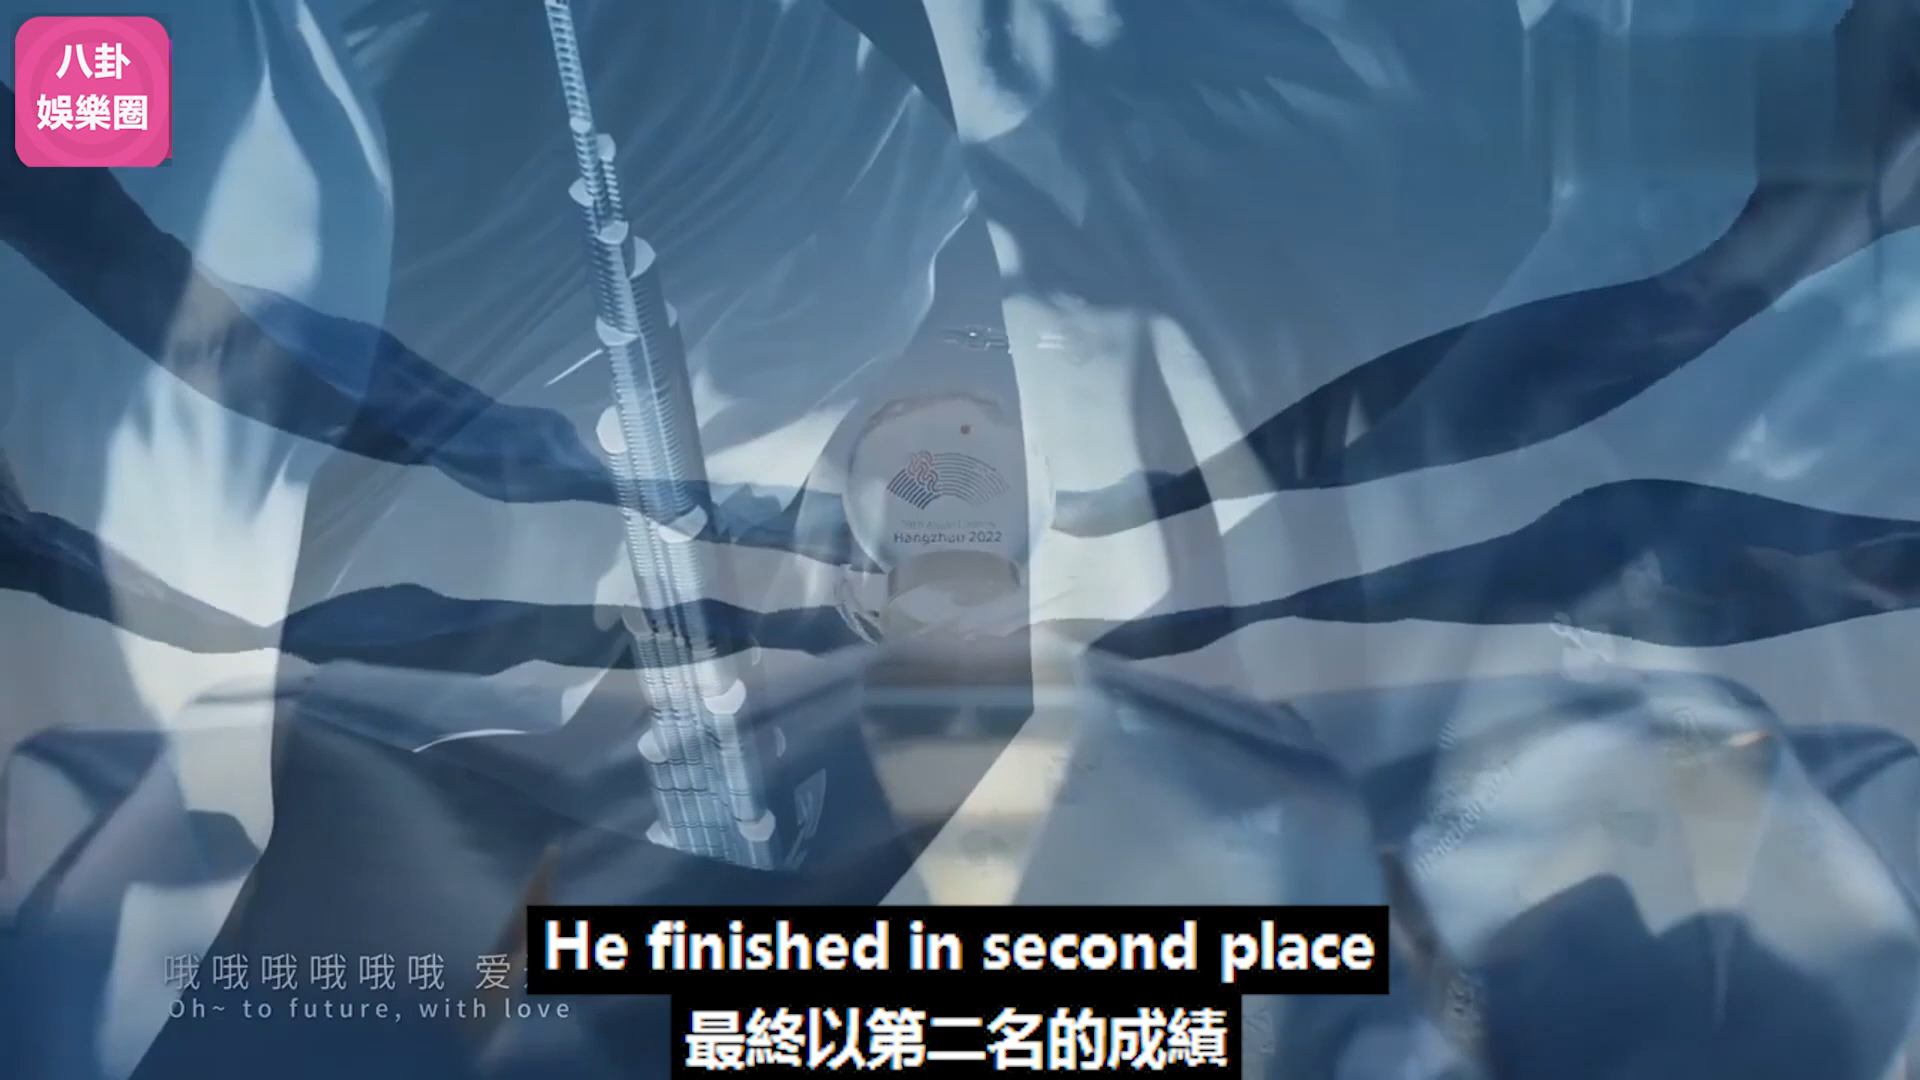 八卦
娛樂圈
Hangzhou 2022
哦哦哦哦哦哦 爱
Oh~ to future, with love
He finished in second place
最終以第二名的成績